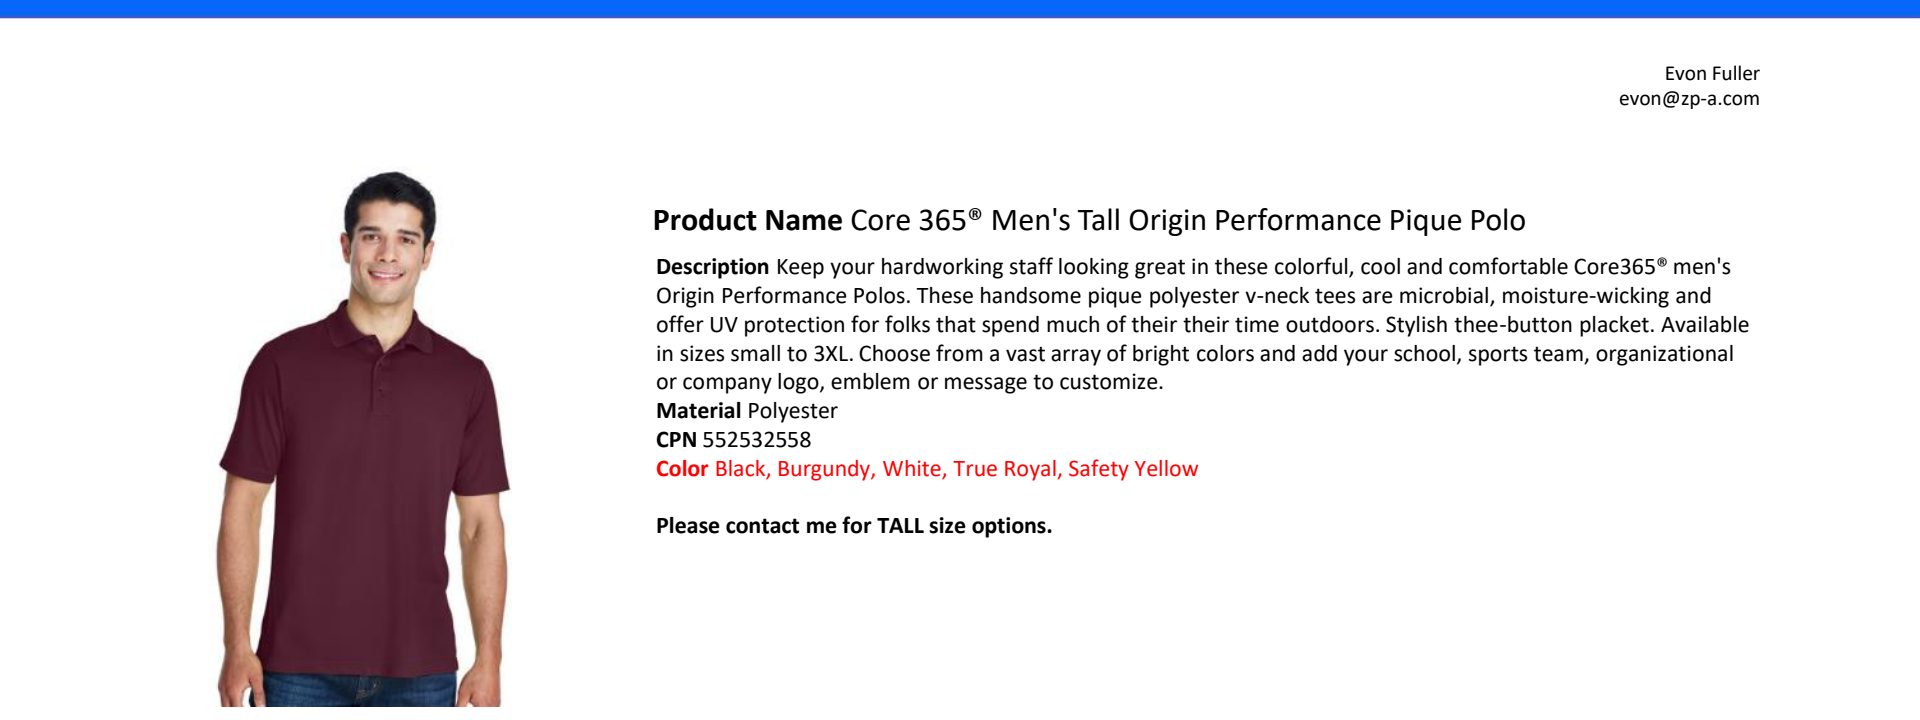 Evon Fuller
evon@zp-a.com
Product Name Core 365® Men's Tall Origin Performance Pique Polo
Description Keep your hardworking staff looking great in these colorful, cool and comfortable Core365® men's
Origin Performance Polos. These handsome pique polyester v-neck tees are microbial, moisture-wicking and
offer UV protection for folks that spend much of their their time outdoors. Stylish thee-button placket. Available
in sizes small to 3XL. Choose from a vast array of bright colors and add your school, sports team, organizational
or company logo, emblem or message to customize.
Material Polyester
CPN 552532558
Color Black, Burgundy, White, True Royal, Safety Yellow
Please contact me for TALL size options.